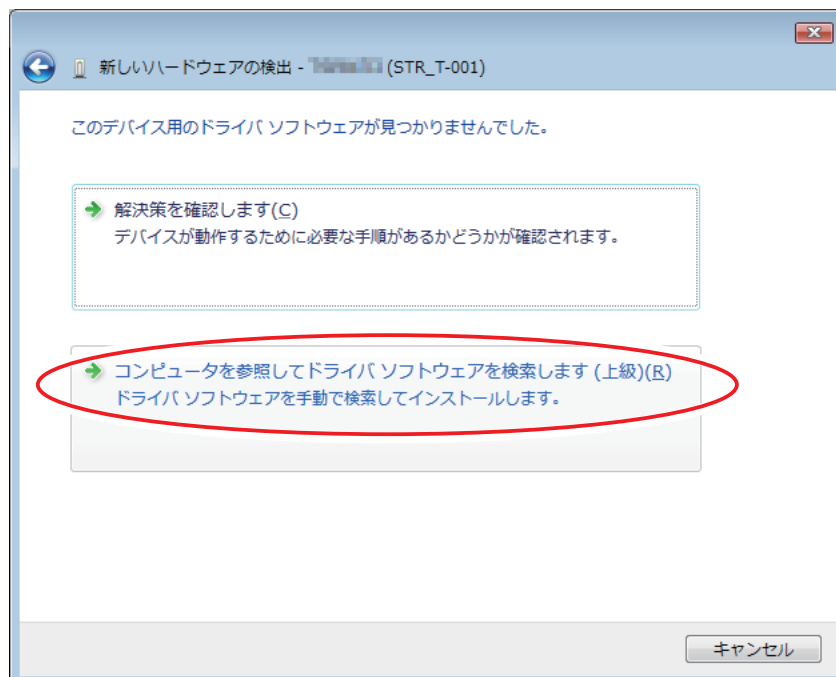 新しいハードウェアの検出 - (STR_T-001)
このデバイス用のドライバ ソフトウェアが見つかりませんでした。
解決策を確認します(C)
デバイスが動作するために必要な手順があるかどうかが確認されます。
コンピュータを参照してドライバ ソフトウェアを検索します (上級)(R)
ドライバ ソフトウェアを手動で検索してインストールします。
キャンセル